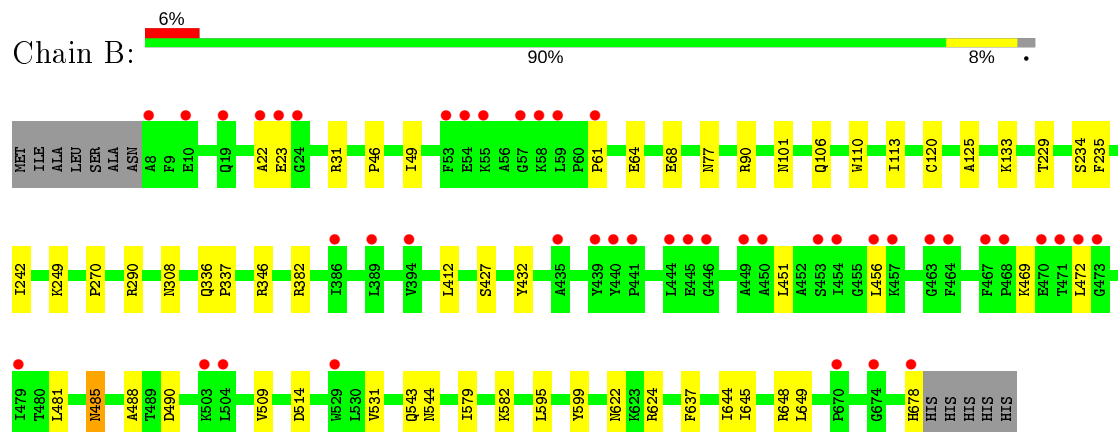 6%
Chain B:
90%
8%
MET ILE ALA LEU SER ALA ASN A8 F9 E10 Q19 A22 E23 G24 R31 P46 I49 F53 E54 K55 A56 G57 K58 L59 P60 P61 E64 E68 N77 R90 N101 Q106 W110 I113 C120 A125 K133 T229 S234 F235
I242 K249 P270 R290 N308 Q336 P337 R346 R382 I386 L389 V394 L412 S427 Y432 A435 Y439 Y440 P441 L444 E445 G446 A449 A450 L451 A452 S453 I454 G455 L456 K457 G463 F464 F467 P468 K469 E470 T471 L472 G473
I479 T480 L481 N485 A488 T489 D490 K503 L504 V509 D514 W529 L530 V531 Q543 N544 I579 K582 L595 Y599 N622 K623 R624 F637 I644 I645 R648 L649 P670 G674 H678 HIS HIS HIS HIS HIS